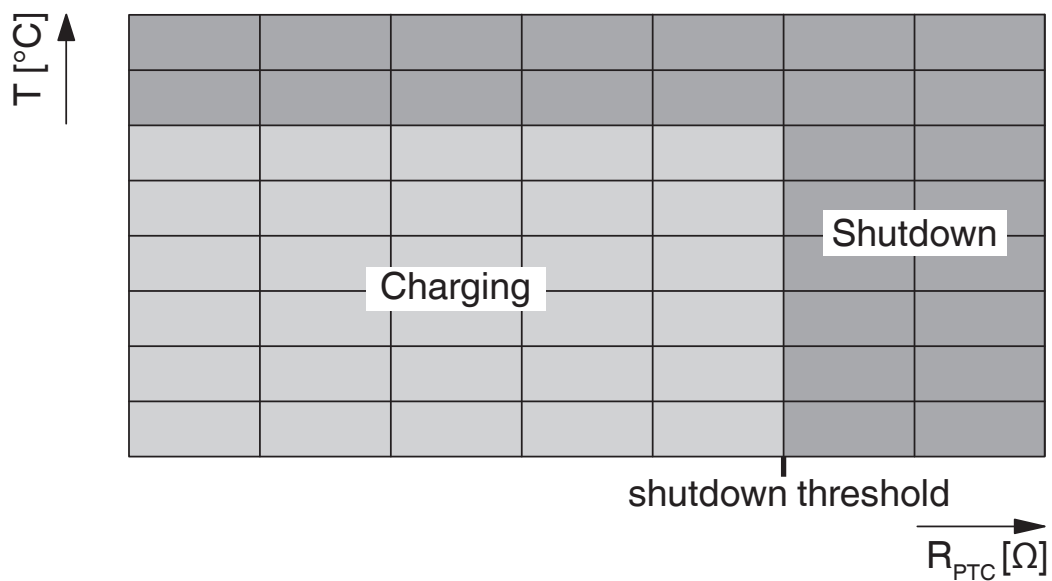 T [°C]
Shutdown
Charging
shutdown threshold
R_PTC [Ω]